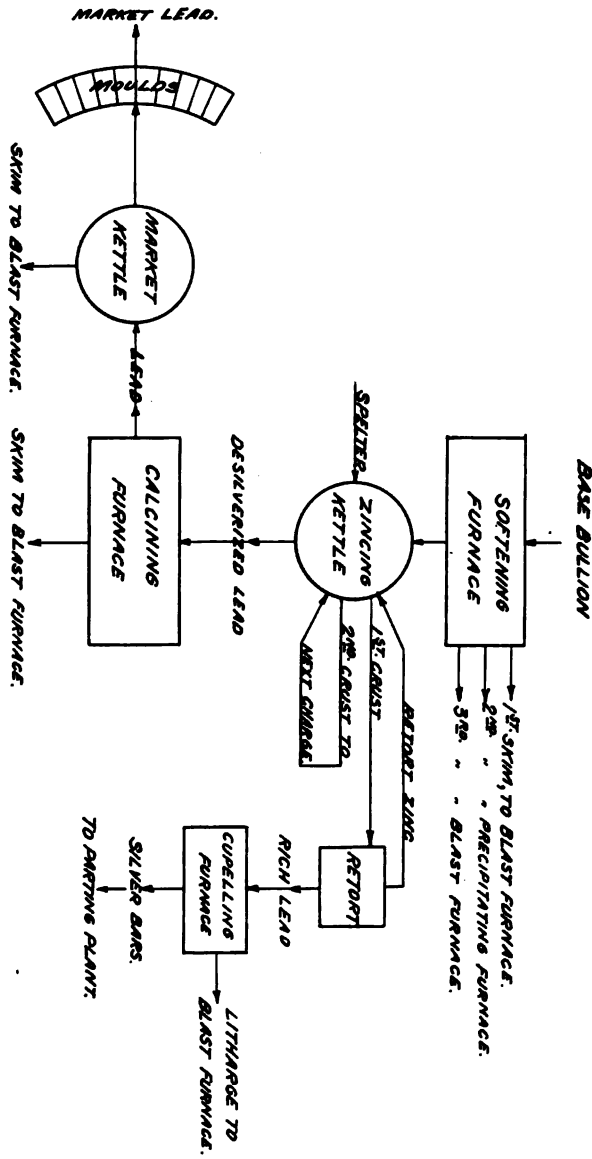 BASE BULLION
SOFTENING
FURNACE
1ST. SKIM, TO BLAST FURNACE.
2ND. " " PRECIPITATING FURNACE.
3RD. " " BLAST FURNACE.
SPELTER
ZINCING
KETTLE
RETORT ZINC
1ST. CRUST
2ND. CRUST TO
NEXT CHARGE.
RETORT
RICH LEAD
CUPELLING
FURNACE
LITHARGE TO
BLAST FURNACE.
SILVER BARS.
TO PARTING PLANT.
DESILVERIZED LEAD
CALCINING
FURNACE
SKIM TO BLAST FURNACE.
LEAD
MARKET
KETTLE
SKIM TO BLAST FURNACE.
MOULDS
MARKET LEAD.